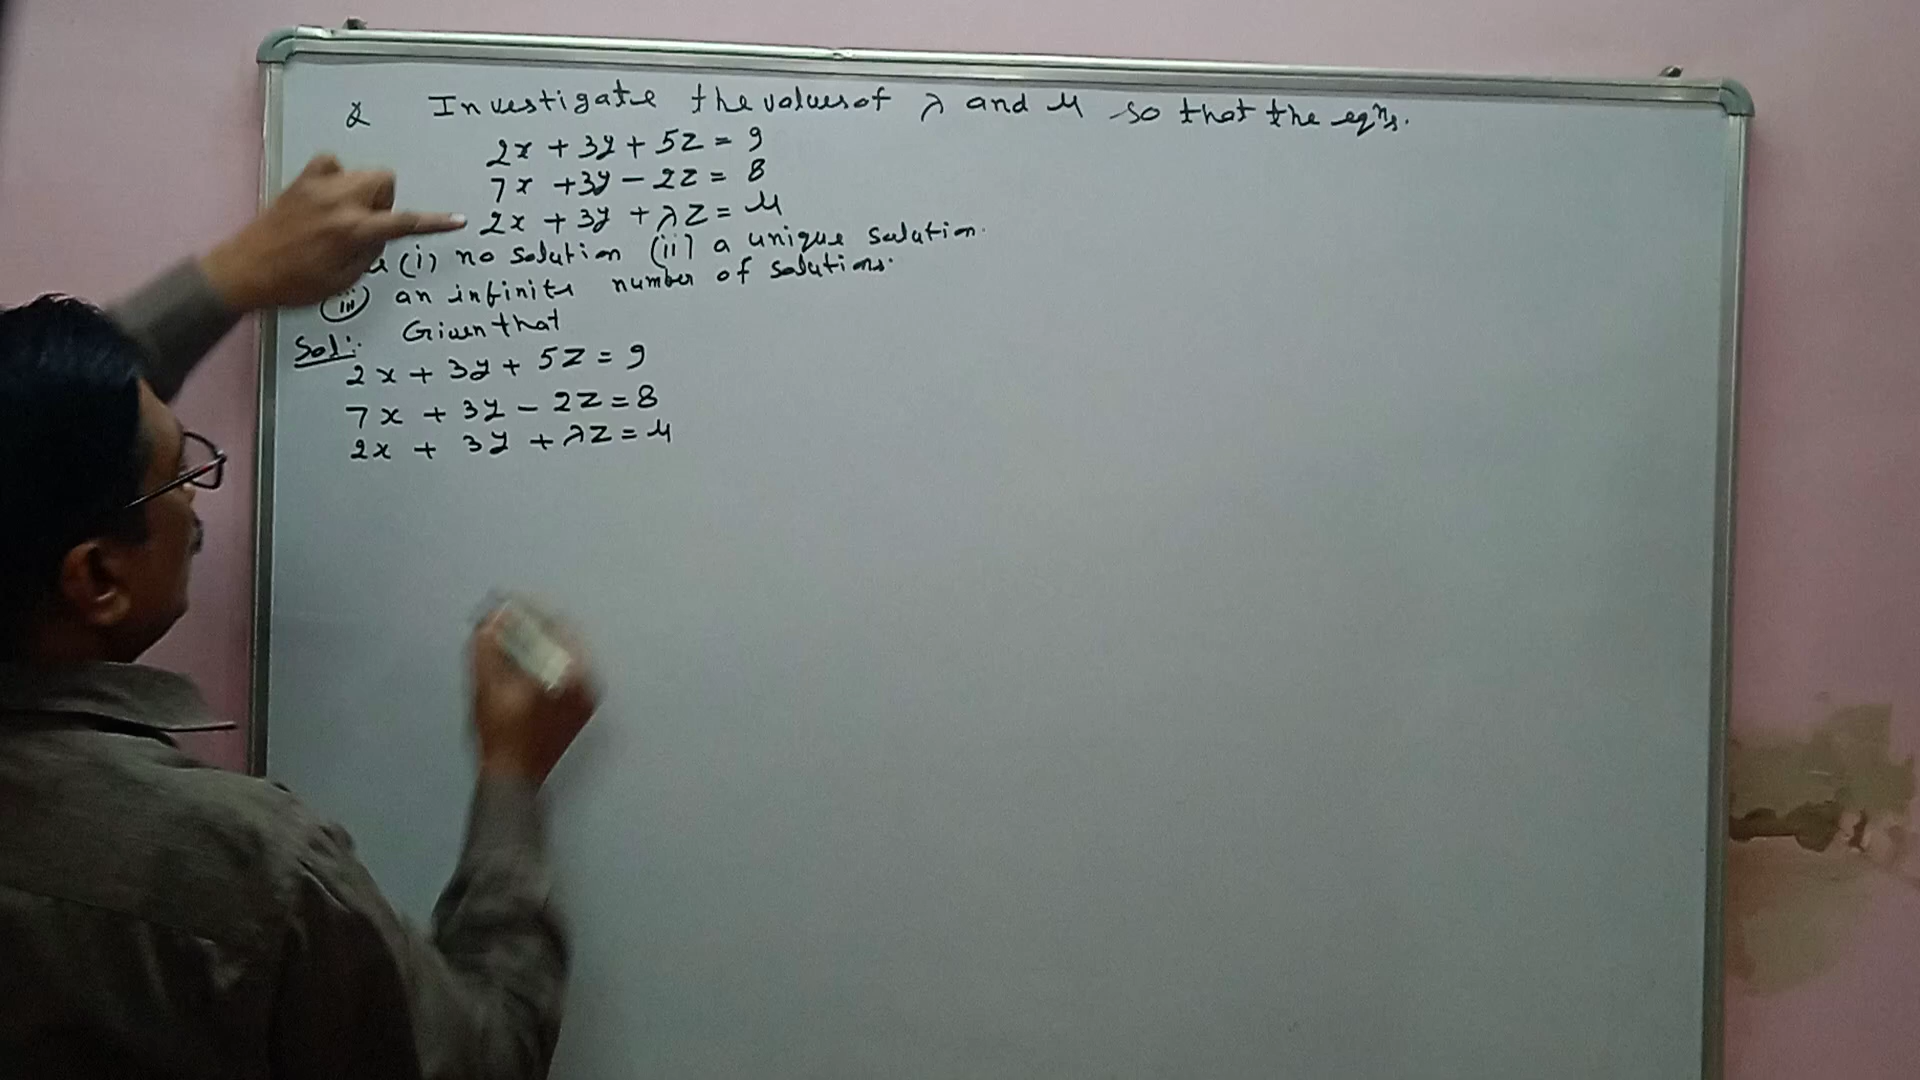 Q Investigate the values of λ and μ so that the eqⁿs.
2x + 3y + 5z = 9
7x + 3y - 2z = 8
2x + 3y + λz = μ
(i) no solution (ii) a unique solution.
(iii) an infinite number of solutions.
Sol: Given that
2x + 3y + 5z = 9
7x + 3y - 2z = 8
2x + 3y + λz = μ